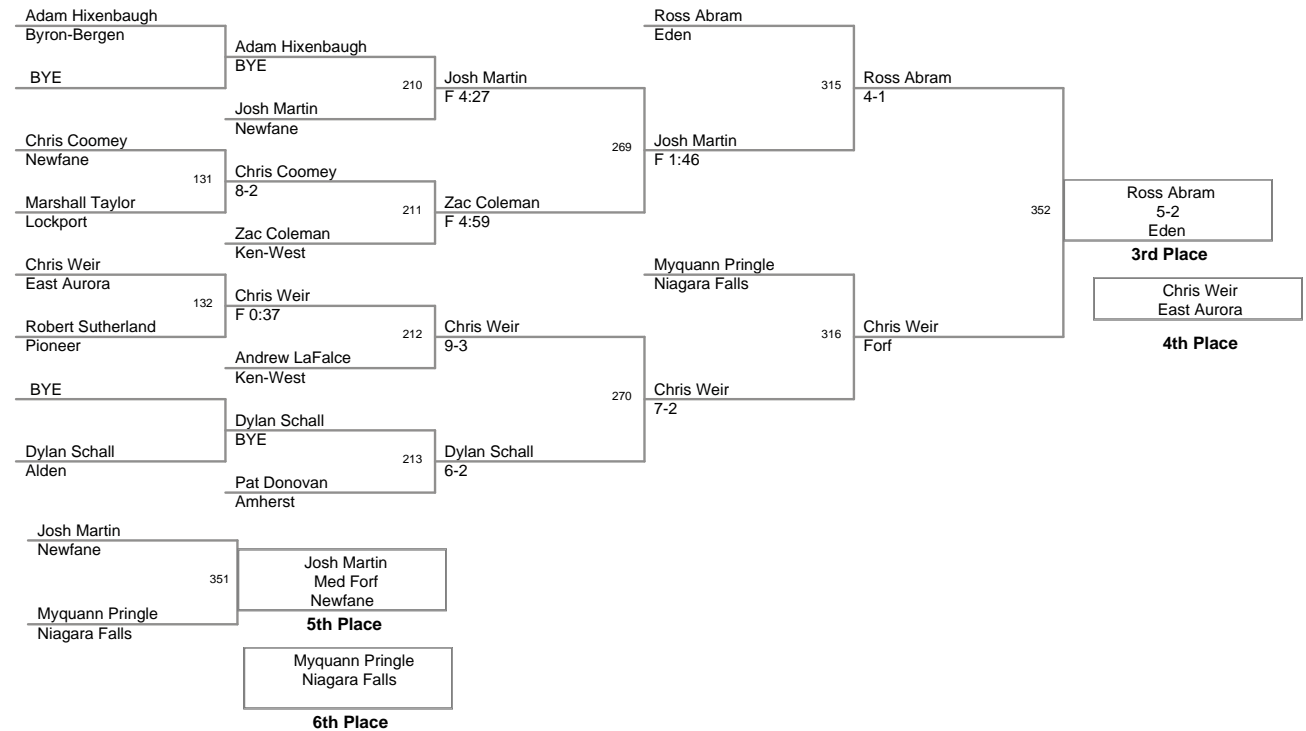 Adam Hixenbaugh
Byron-Bergen
BYE
Chris Coomey
Newfane
131
Marshall Taylor
Lockport
Chris Weir
East Aurora
132
Robert Sutherland
Pioneer
BYE
Dylan Schall
Alden
Adam Hixenbaugh
BYE
210
Josh Martin
Newfane
Chris Coomey
8-2
211
Zac Coleman
Ken-West
Chris Weir
F 0:37
212
Andrew LaFalce
Ken-West
Dylan Schall
BYE
213
Pat Donovan
Amherst
Josh Martin
F 4:27
269
Zac Coleman
F 4:59
Chris Weir
9-3
270
Dylan Schall
6-2
Ross Abram
Eden
315
Josh Martin
F 1:46
Myquann Pringle
Niagara Falls
316
Chris Weir
7-2
Ross Abram
4-1
352
Chris Weir
Forf
Ross Abram
5-2
Eden
3rd Place
Chris Weir
East Aurora
4th Place
Josh Martin
Newfane
351
Myquann Pringle
Niagara Falls
Josh Martin
Med Forf
Newfane
5th Place
Myquann Pringle
Niagara Falls
6th Place